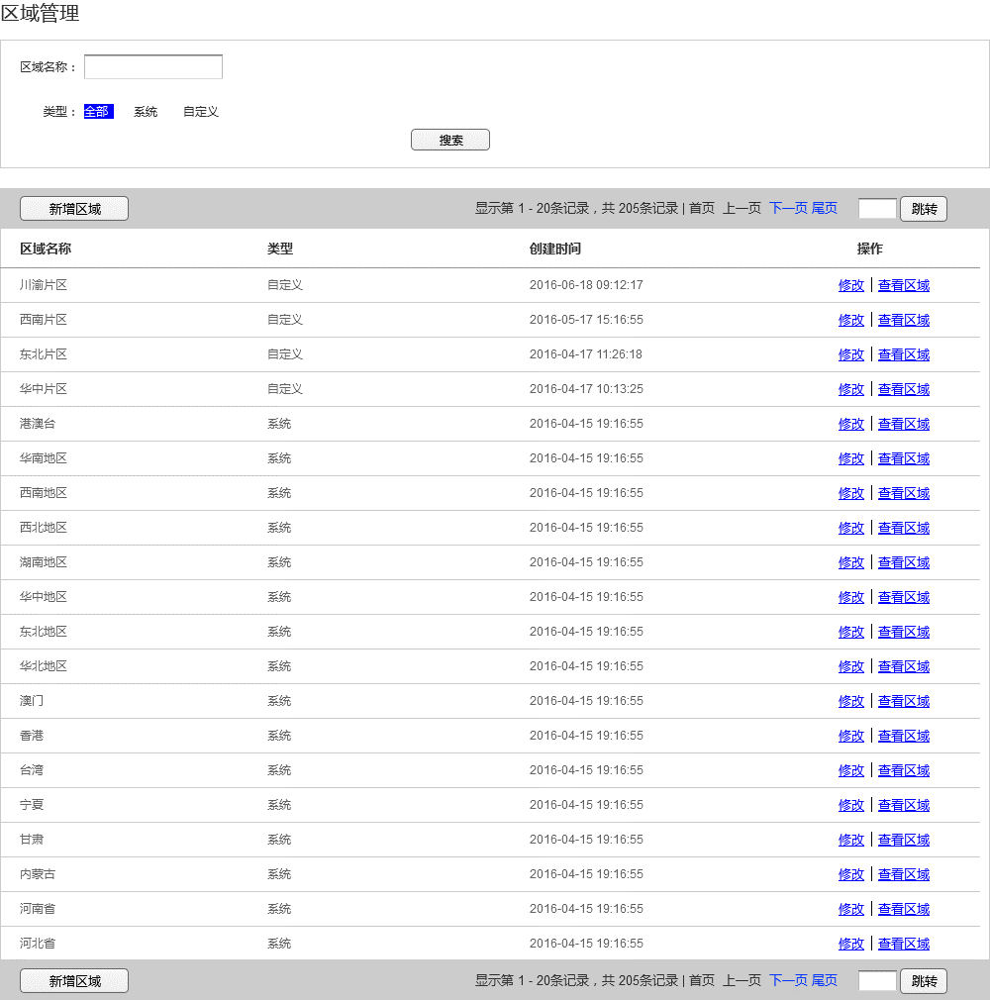 区域管理
区域名称：
类型： 全部 系统 自定义
搜索
新增区域 显示第 1 - 20条记录，共 205条记录 | 首页 上一页 下一页 尾页 跳转
区域名称 类型 创建时间 操作
川渝片区 自定义 2016-06-18 09:12:17 修改 | 查看区域
西南片区 自定义 2016-05-17 15:16:55 修改 | 查看区域
东北片区 自定义 2016-04-17 11:26:18 修改 | 查看区域
华中片区 自定义 2016-04-17 10:13:25 修改 | 查看区域
港澳台 系统 2016-04-15 19:16:55 修改 | 查看区域
华南地区 系统 2016-04-15 19:16:55 修改 | 查看区域
西南地区 系统 2016-04-15 19:16:55 修改 | 查看区域
西北地区 系统 2016-04-15 19:16:55 修改 | 查看区域
湖南地区 系统 2016-04-15 19:16:55 修改 | 查看区域
华中地区 系统 2016-04-15 19:16:55 修改 | 查看区域
东北地区 系统 2016-04-15 19:16:55 修改 | 查看区域
华北地区 系统 2016-04-15 19:16:55 修改 | 查看区域
澳门 系统 2016-04-15 19:16:55 修改 | 查看区域
香港 系统 2016-04-15 19:16:55 修改 | 查看区域
台湾 系统 2016-04-15 19:16:55 修改 | 查看区域
宁夏 系统 2016-04-15 19:16:55 修改 | 查看区域
甘肃 系统 2016-04-15 19:16:55 修改 | 查看区域
内蒙古 系统 2016-04-15 19:16:55 修改 | 查看区域
河南省 系统 2016-04-15 19:16:55 修改 | 查看区域
河北省 系统 2016-04-15 19:16:55 修改 | 查看区域
新增区域 显示第 1 - 20条记录，共 205条记录 | 首页 上一页 下一页 尾页 跳转